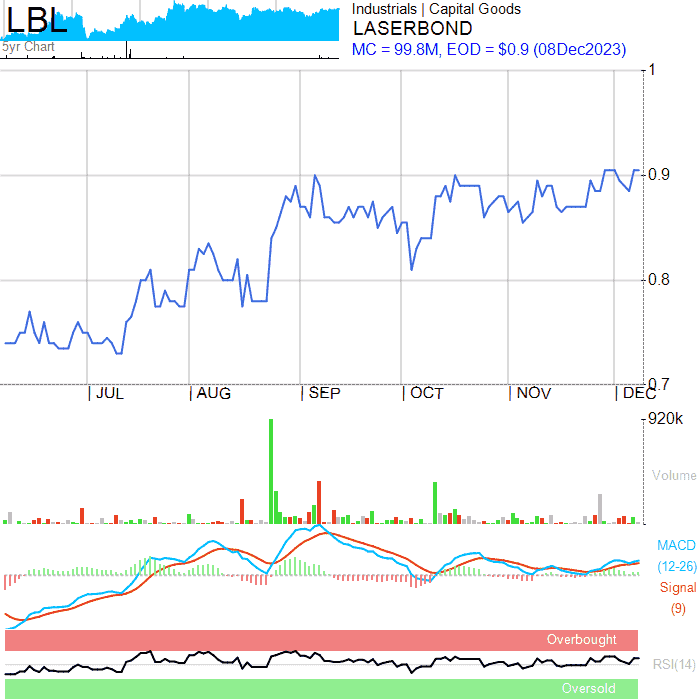 LBL
5yr Chart
Industrials | Capital Goods
LASERBOND
MC = 99.8M, EOD = $0.9 (08Dec2023)
1
0.9
0.8
0.7
JUL AUG SEP OCT NOV DEC
920k
Volume
MACD
(12-26)
Signal
(9)
Overbought
RSI(14)
Oversold